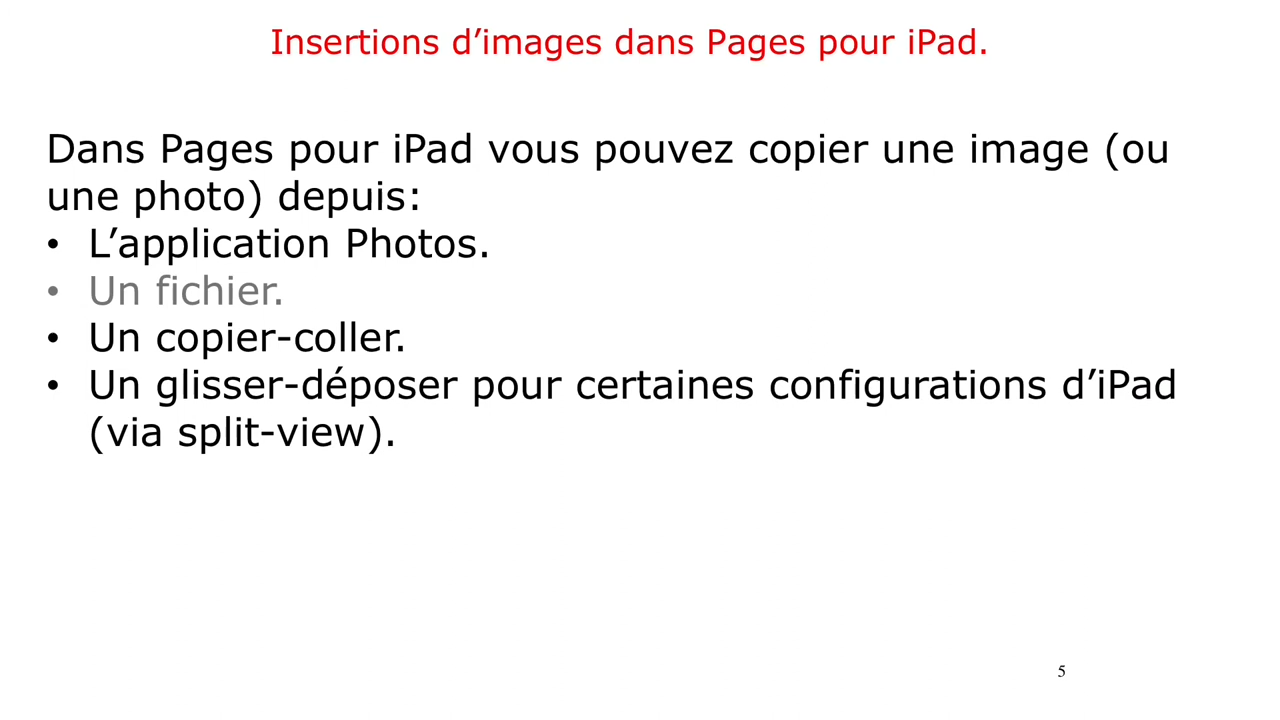 Insertions d’images dans Pages pour iPad.
Dans Pages pour iPad vous pouvez copier une image (ou
une photo) depuis:
• L’application Photos.
• Un fichier.
• Un copier-coller.
• Un glisser-déposer pour certaines configurations d’iPad
(via split-view).
5